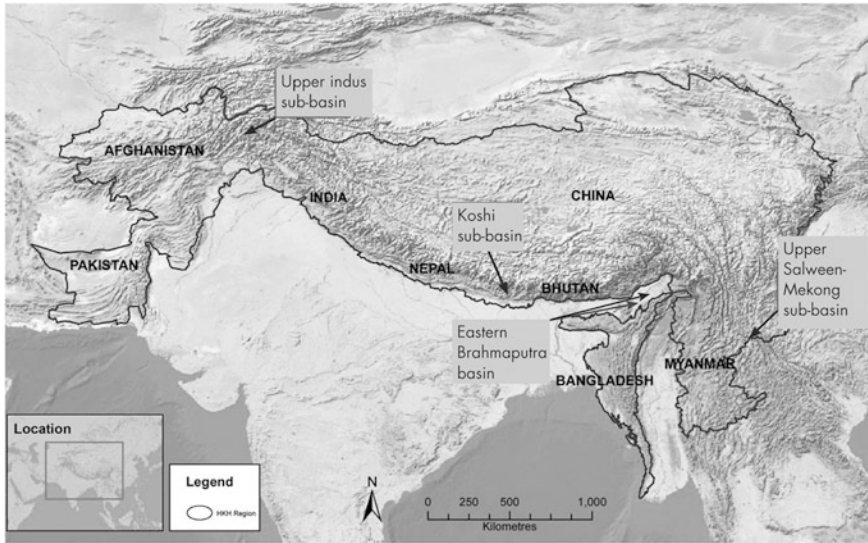 Upper indus
sub-basin
AFGHANISTAN
INDIA
CHINA
Koshi
sub-basin
PAKISTAN
NEPAL
BHUTAN
Upper
Salween-
Mekong
sub-basin
Eastern
Brahmaputra
basin
BANGLADESH
MYANMAR
Location
Legend
HKH Region
N
0 250 500 1,000
Kilometres